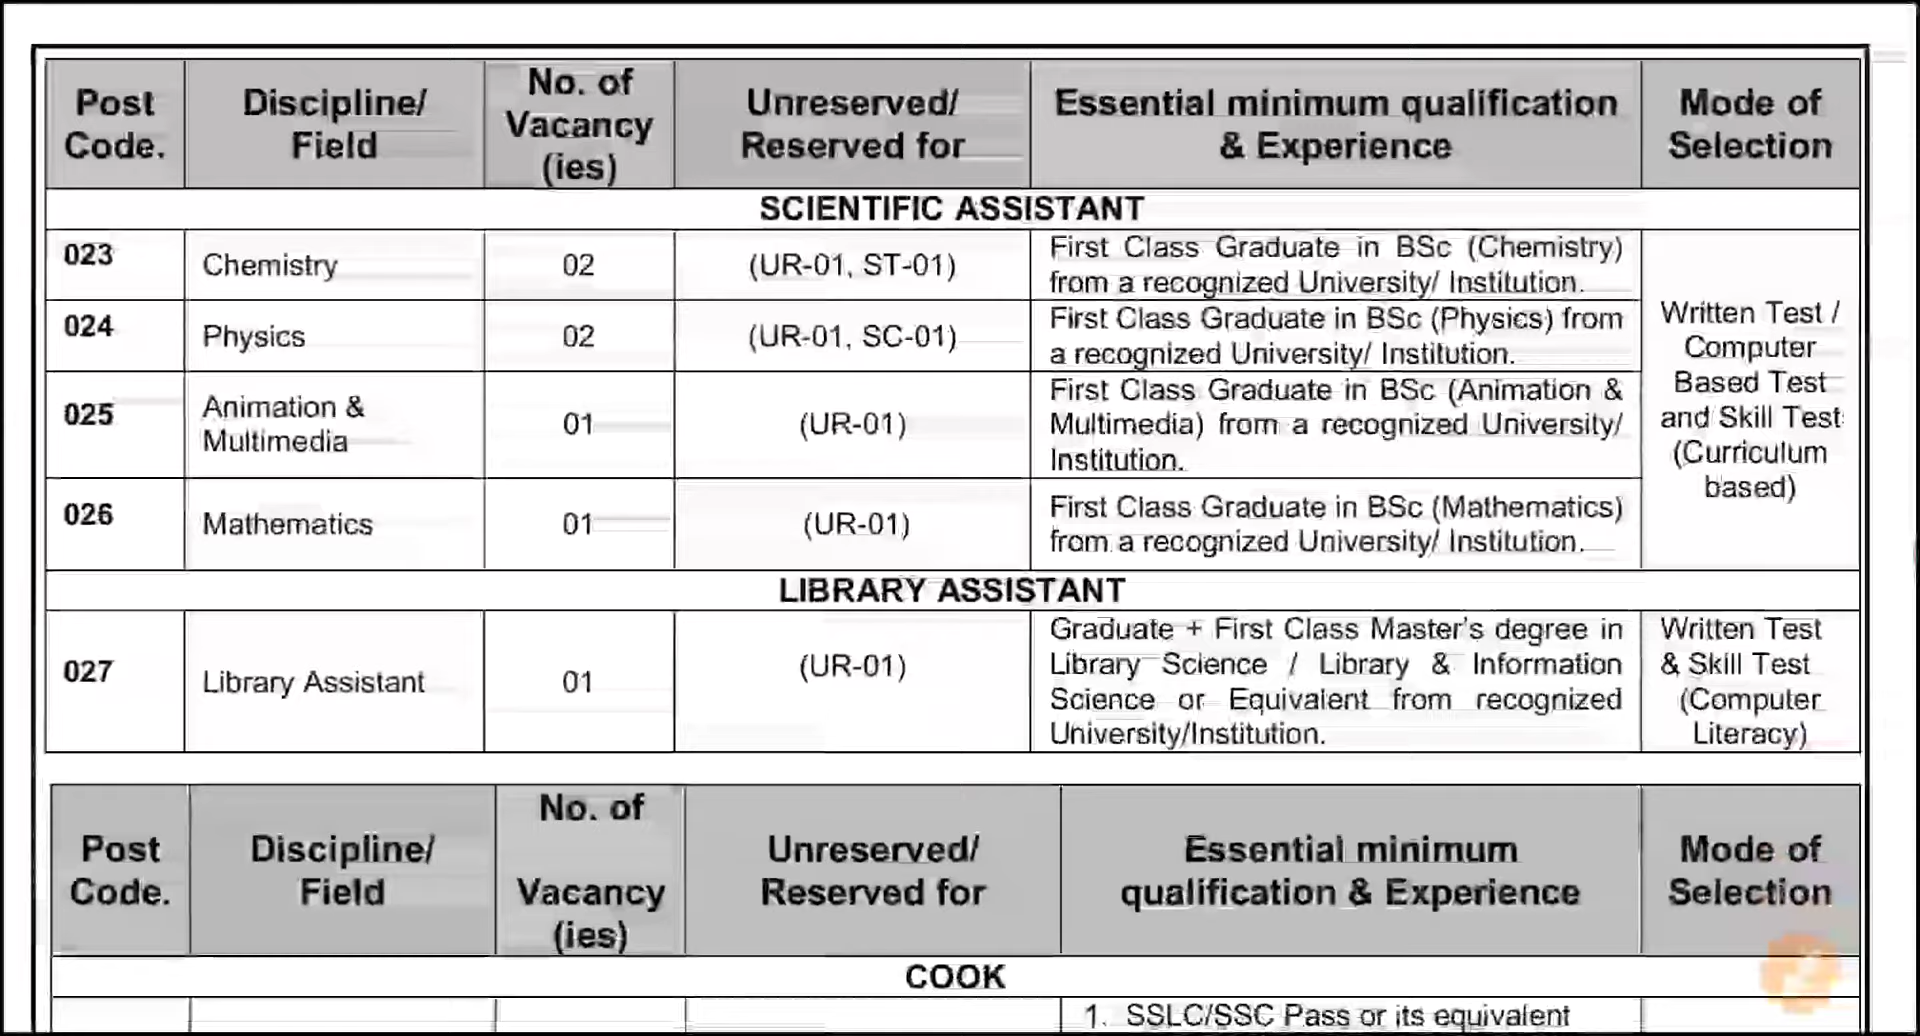 Post Code. Discipline/ Field No. of Vacancy (ies) Unreserved/ Reserved for Essential minimum qualification & Experience Mode of Selection
SCIENTIFIC ASSISTANT
023 Chemistry 02 (UR-01, ST-01) First Class Graduate in BSc (Chemistry)
from a recognized University/ Institution.
024 Physics 02 (UR-01, SC-01) First Class Graduate in BSc (Physics) from
a recognized University/ Institution.
025 Animation & Multimedia 01 (UR-01) First Class Graduate in BSc (Animation &
Multimedia) from a recognized University/
Institution.
026 Mathematics 01 (UR-01) First Class Graduate in BSc (Mathematics)
from a recognized University/ Institution.
Written Test /
Computer
Based Test
and Skill Test
(Curriculum
based)
LIBRARY ASSISTANT
027 Library Assistant 01 (UR-01) Graduate + First Class Master's degree in
Library Science / Library & Information
Science or Equivalent from recognized
University/Institution.
Written Test
& Skill Test
(Computer
Literacy)
Post Code. Discipline/ Field No. of Vacancy (ies) Unreserved/ Reserved for Essential minimum qualification & Experience Mode of Selection
COOK
1. SSLC/SSC Pass or its equivalent